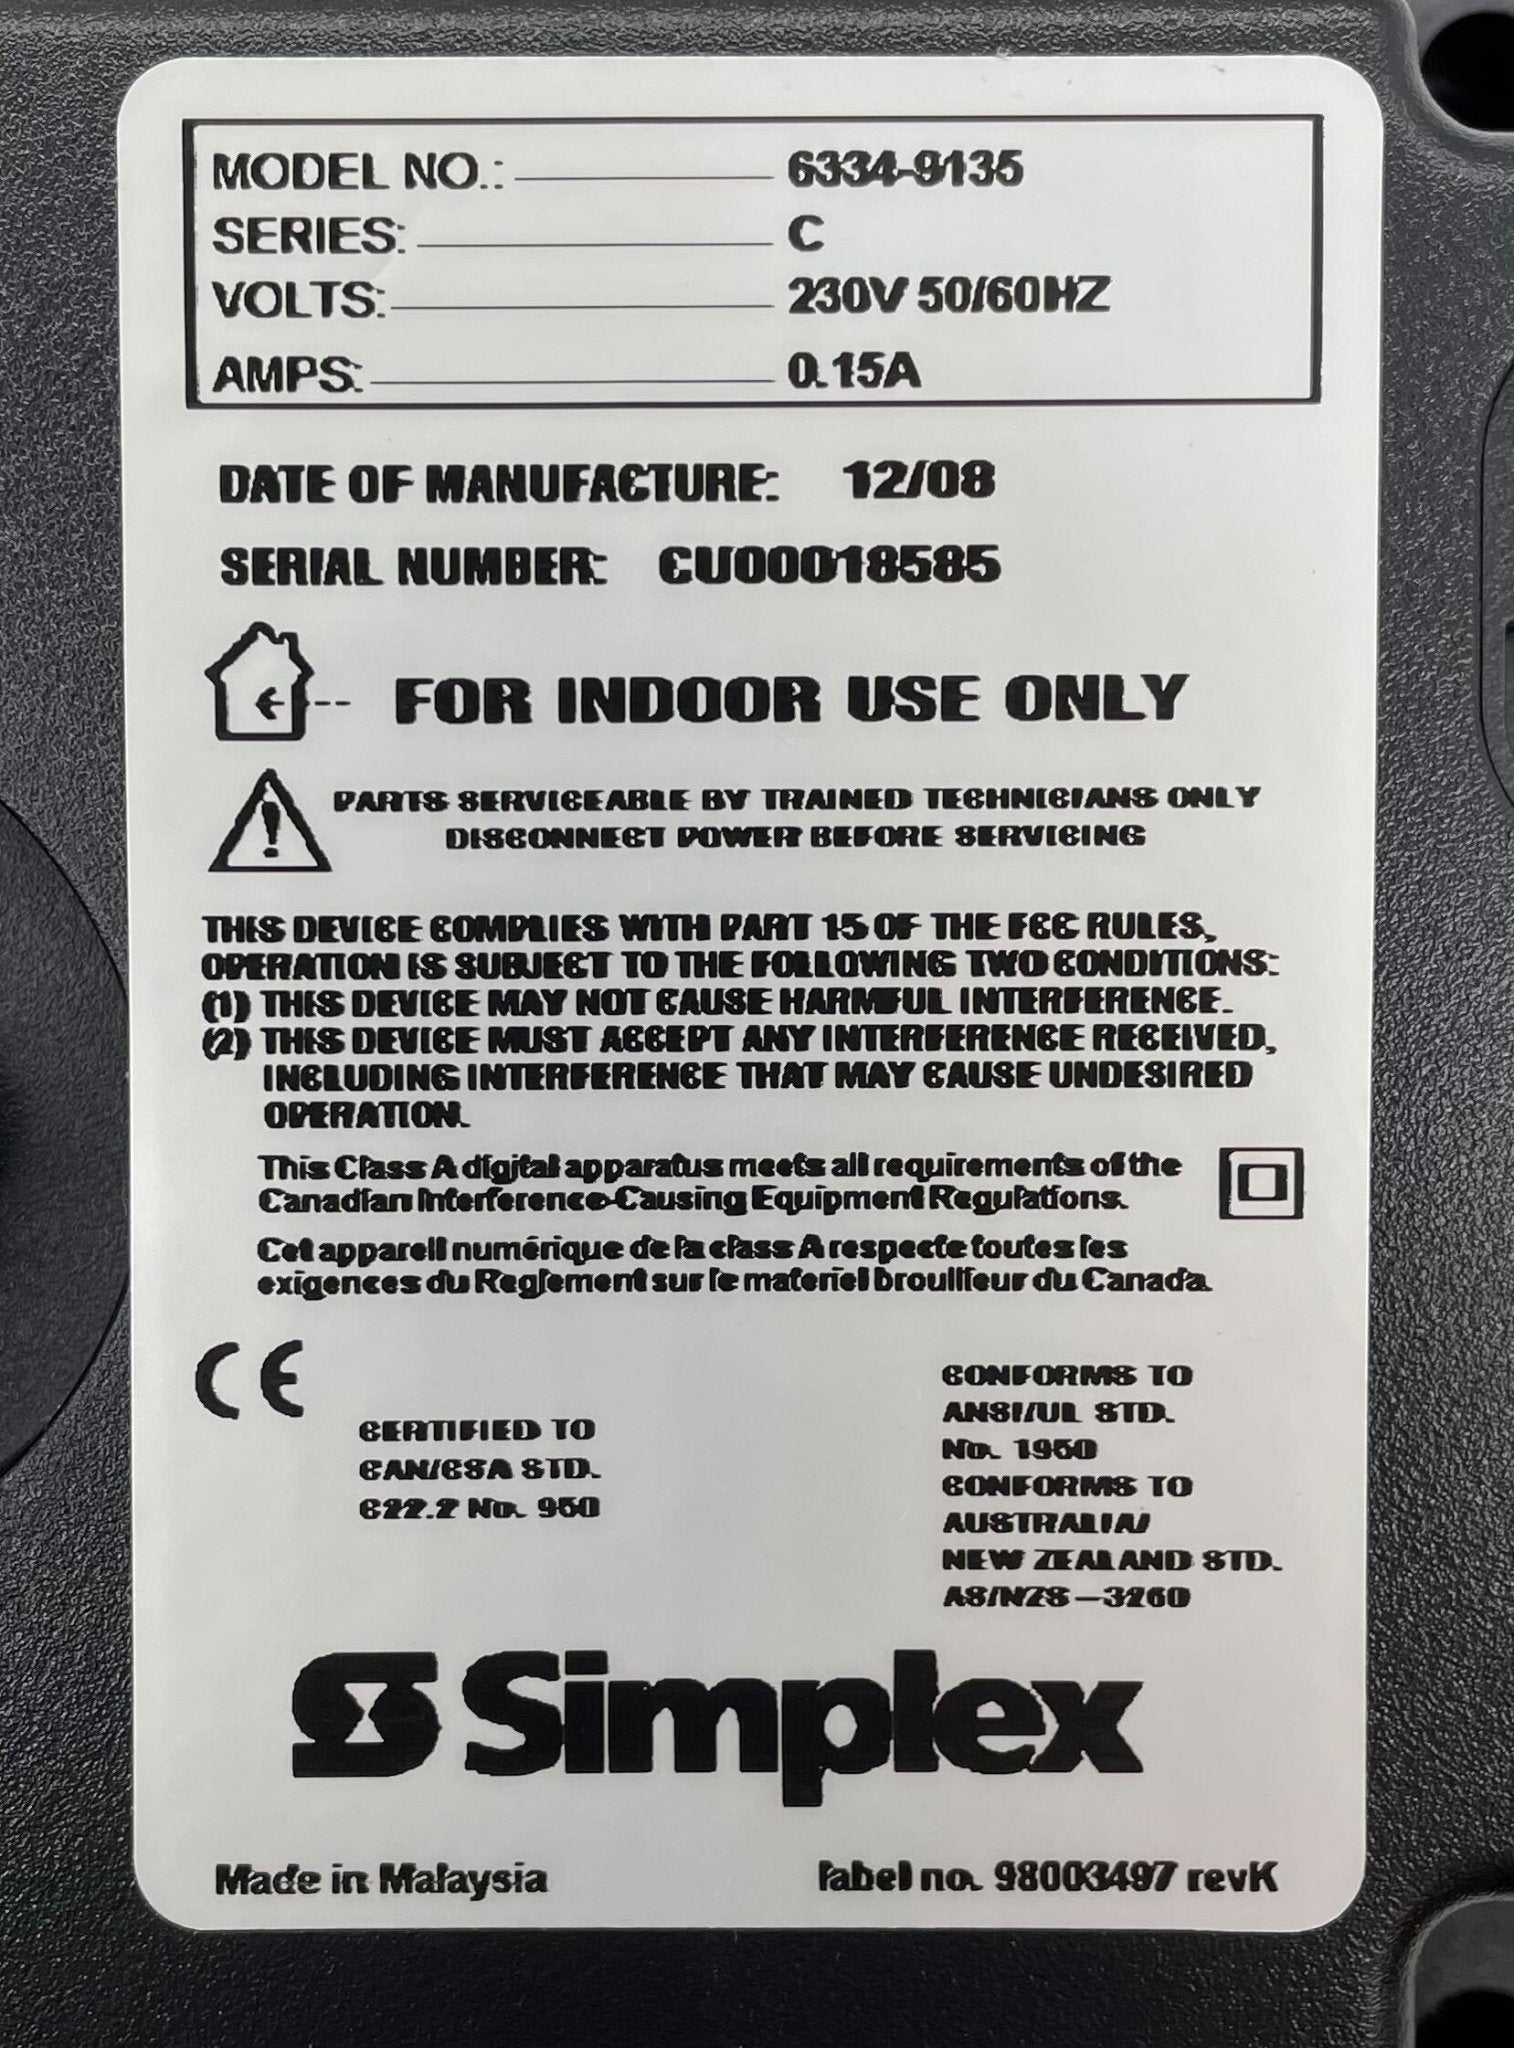 MODEL NO.: 6334-9135
SERIES: C
VOLTS: 230V 50/60HZ
AMPS: 0.15A
DATE OF MANUFACTURE: 12/08
SERIAL NUMBER: CU00018585
FOR INDOOR USE ONLY
PARTS SERVICEABLE BY TRAINED TECHNICIANS ONLY
DISCONNECT POWER BEFORE SERVICING
THIS DEVICE COMPLIES WITH PART 15 OF THE FCC RULES,
OPERATION IS SUBJECT TO THE FOLLOWING TWO CONDITIONS:
(1) THIS DEVICE MAY NOT CAUSE HARMFUL INTERFERENCE.
(2) THIS DEVICE MUST ACCEPT ANY INTERFERENCE RECEIVED,
INCLUDING INTERFERENCE THAT MAY CAUSE UNDESIRED
OPERATION.
This Class A digital apparatus meets all requirements of the
Canadian Interference-Causing Equipment Regulations.
Cet appareil numérique de la classe A respecte toutes les
exigences du Reglement sur le materiel brouilleur du Canada.
CE
CERTIFIED TO
CAN/CSA STD.
C22.2 No. 950
CONFORMS TO
ANSI/UL STD.
No. 1950
CONFORMS TO
AUSTRALIA/
NEW ZEALAND STD.
AS/NZS-3260
Simplex
Made in Malaysia label no. 98003497 revK